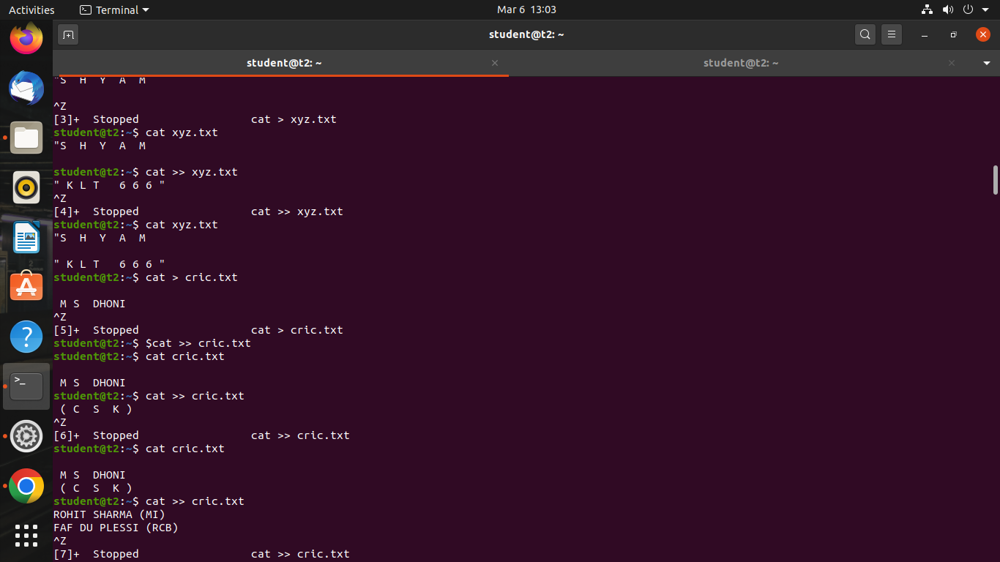 Activities Terminal Mar 6 13:03
student@t2: ~
student@t2: ~ student@t2: ~
"S H Y A M
^Z
[3]+  Stopped                 cat > xyz.txt
student@t2:~$ cat xyz.txt
"S  H  Y  A  M
student@t2:~$ cat >> xyz.txt
" K L T   6 6 6 "
^Z
[4]+  Stopped                 cat >> xyz.txt
student@t2:~$ cat xyz.txt
"S  H  Y  A  M
" K L T   6 6 6 "
student@t2:~$ cat > cric.txt
 M S  DHONI
^Z
[5]+  Stopped                 cat > cric.txt
student@t2:~$ $cat >> cric.txt
student@t2:~$ cat cric.txt
 M S  DHONI
student@t2:~$ cat >> cric.txt
 ( C  S  K )
^Z
[6]+  Stopped                 cat >> cric.txt
student@t2:~$ cat cric.txt
 M S  DHONI
 ( C  S  K )
student@t2:~$ cat >> cric.txt
ROHIT SHARMA (MI)
FAF DU PLESSI (RCB)
^Z
[7]+  Stopped                 cat >> cric.txt